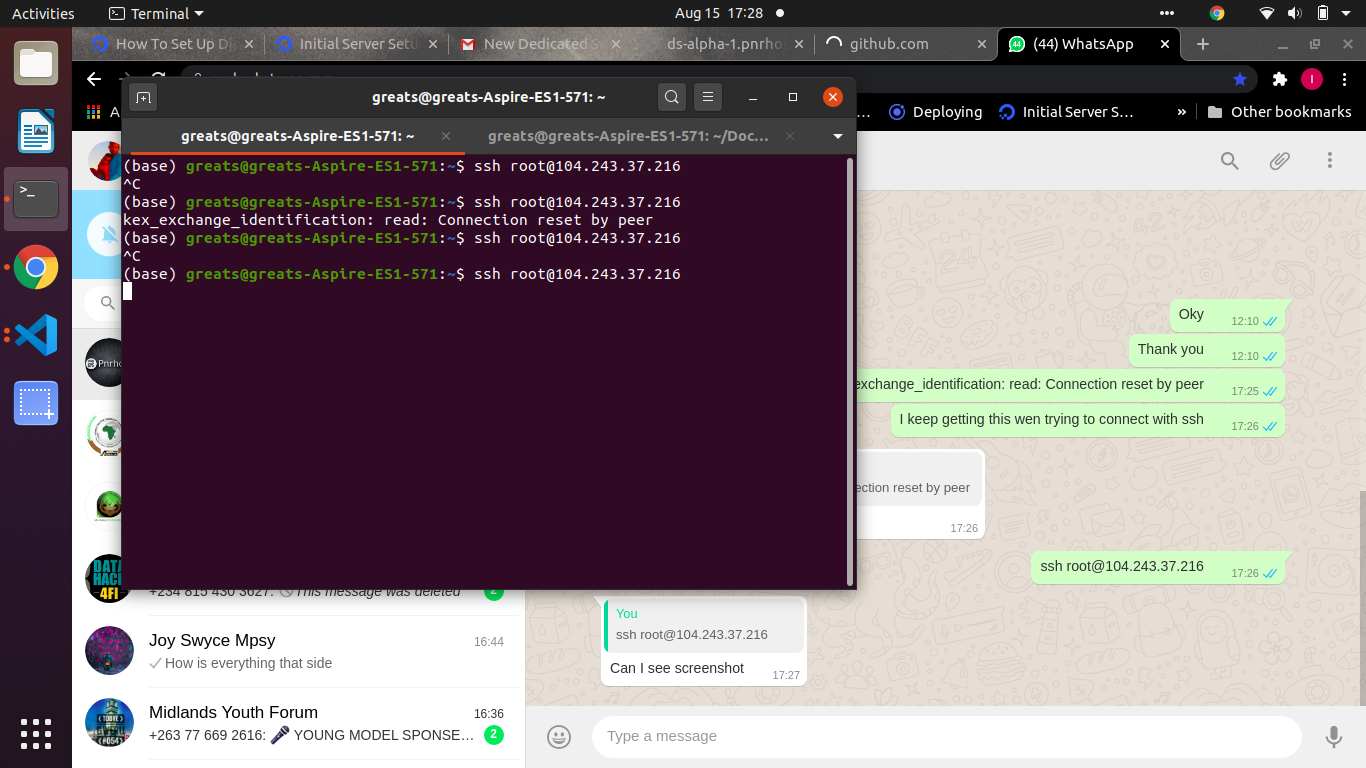 Activities
Terminal
Aug 15 17:28
How To Set Up Dj
Initial Server Setu
New Dedicated S
ds-alpha-1.pnrho
github.com
(44) WhatsApp
Deploying
Initial Server S…
»
Other bookmarks
greats@greats-Aspire-ES1-571: ~
greats@greats-Aspire-ES1-571: ~
greats@greats-Aspire-ES1-571: ~/Doc…
(base) greats@greats-Aspire-ES1-571:~$ ssh root@104.243.37.216
^C
(base) greats@greats-Aspire-ES1-571:~$ ssh root@104.243.37.216
kex_exchange_identification: read: Connection reset by peer
(base) greats@greats-Aspire-ES1-571:~$ ssh root@104.243.37.216
^C
(base) greats@greats-Aspire-ES1-571:~$ ssh root@104.243.37.216
Pnrho
DATA
HACK
4FI
+234 815 430 3627: This message was deleted
2
Joy Swyce Mpsy
16:44
How is everything that side
Midlands Youth Forum
16:36
+263 77 669 2616: YOUNG MODEL SPONSE…
2
Oky
12:10
Thank you
12:10
exchange_identification: read: Connection reset by peer
17:25
I keep getting this wen trying to connect with ssh
17:26
ection reset by peer
17:26
ssh root@104.243.37.216
17:26
You
ssh root@104.243.37.216
Can I see screenshot
17:27
Type a message